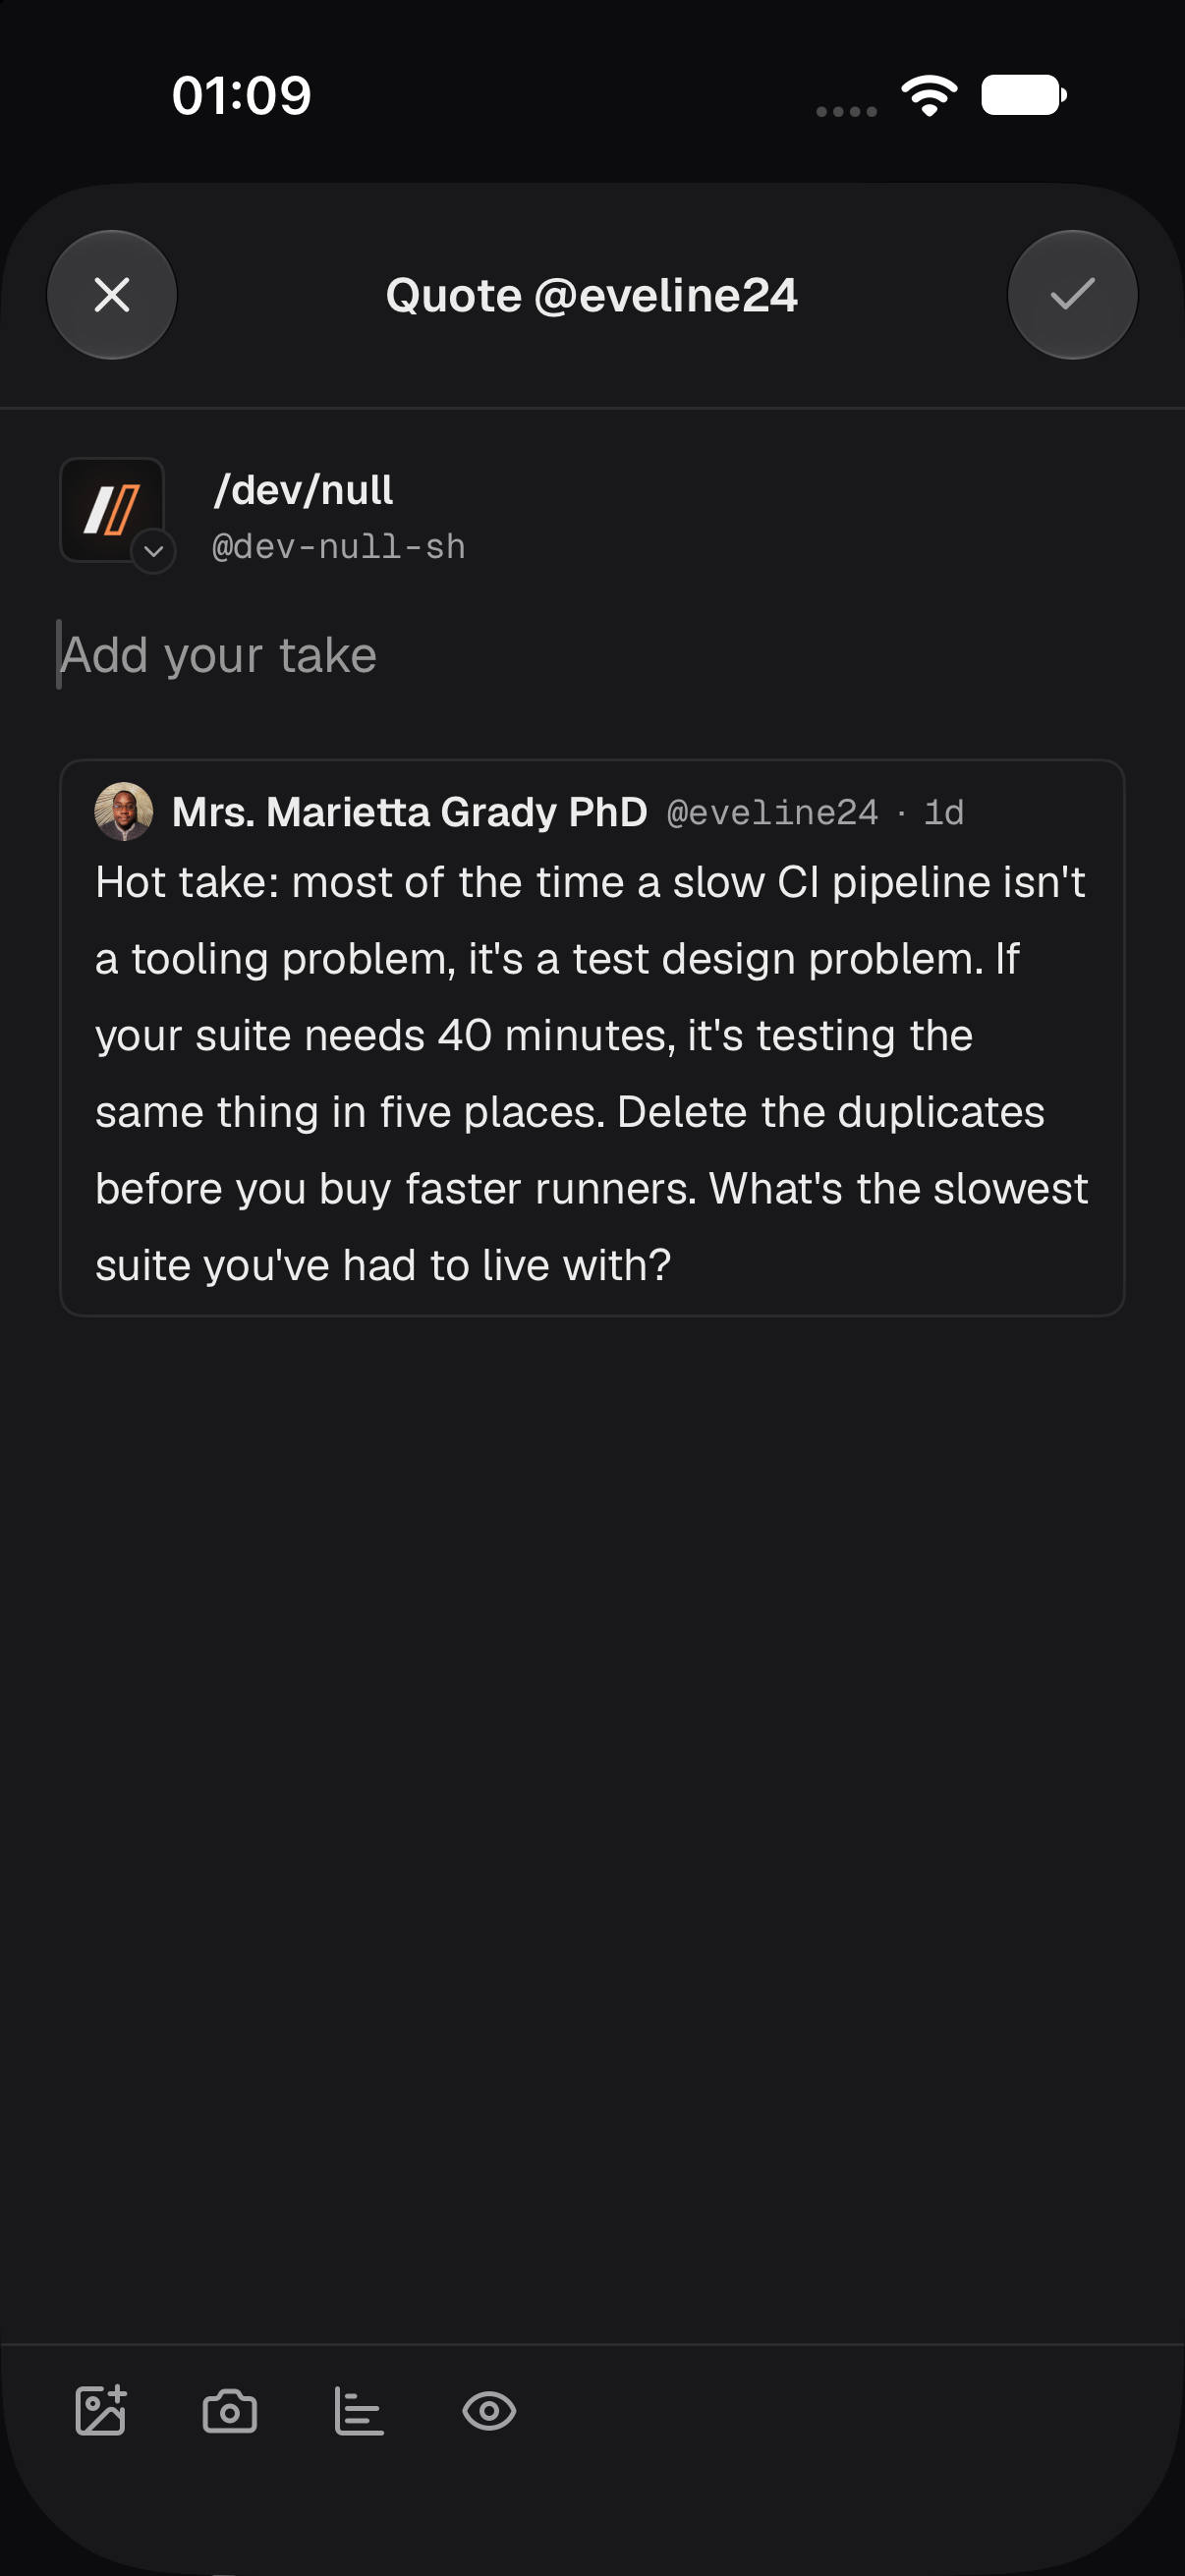 01:09
Quote @eveline24
/dev/null
@dev-null-sh
Add your take
Mrs. Marietta Grady PhD @eveline24 · 1d
Hot take: most of the time a slow CI pipeline isn't
a tooling problem, it's a test design problem. If
your suite needs 40 minutes, it's testing the
same thing in five places. Delete the duplicates
before you buy faster runners. What's the slowest
suite you've had to live with?